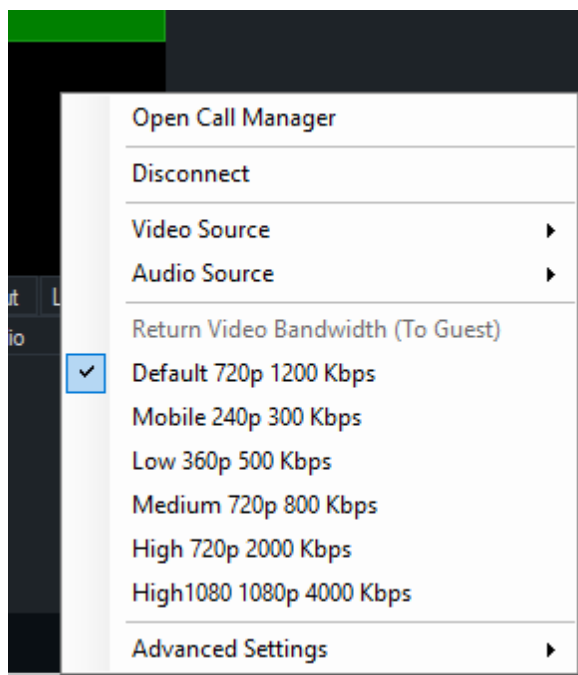 Open Call Manager
Disconnect
Video Source
Audio Source
Return Video Bandwidth (To Guest)
Default 720p 1200 Kbps
Mobile 240p 300 Kbps
Low 360p 500 Kbps
Medium 720p 800 Kbps
High 720p 2000 Kbps
High1080 1080p 4000 Kbps
Advanced Settings